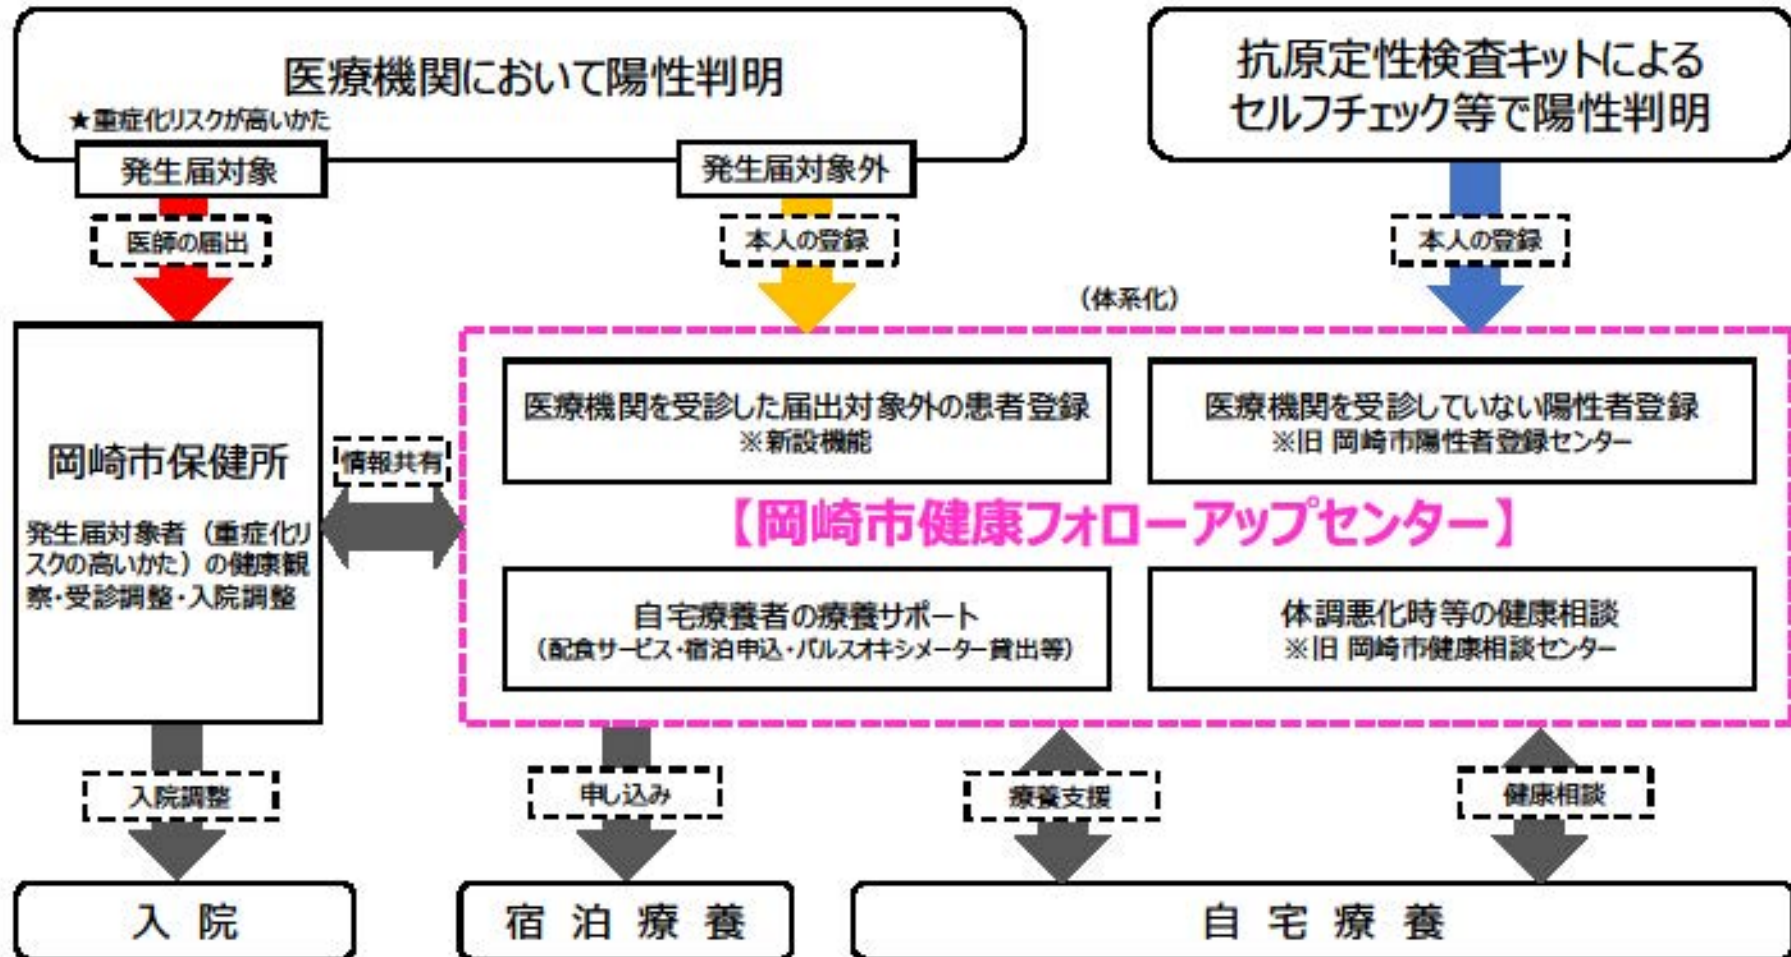 医療機関において陽性判明
★重症化リスクが高いかた
発生届対象
発生届対象外
抗原定性検査キットによる
セルフチェック等で陽性判明
医師の届出
本人の登録
本人の登録
（体系化）
岡崎市保健所
発生届対象者（重症化リ
スクの高いかた）の健康観
察・受診調整・入院調整
情報共有
医療機関を受診した届出対象外の患者登録
※新設機能
医療機関を受診していない陽性者登録
※旧 岡崎市陽性者登録センター
【岡崎市健康フォローアップセンター】
自宅療養者の療養サポート
（配食サービス・宿泊申込・パルスオキシメーター貸出等）
体調悪化時等の健康相談
※旧 岡崎市健康相談センター
入院調整
申し込み
療養支援
健康相談
入 院
宿 泊 療 養
自 宅 療 養